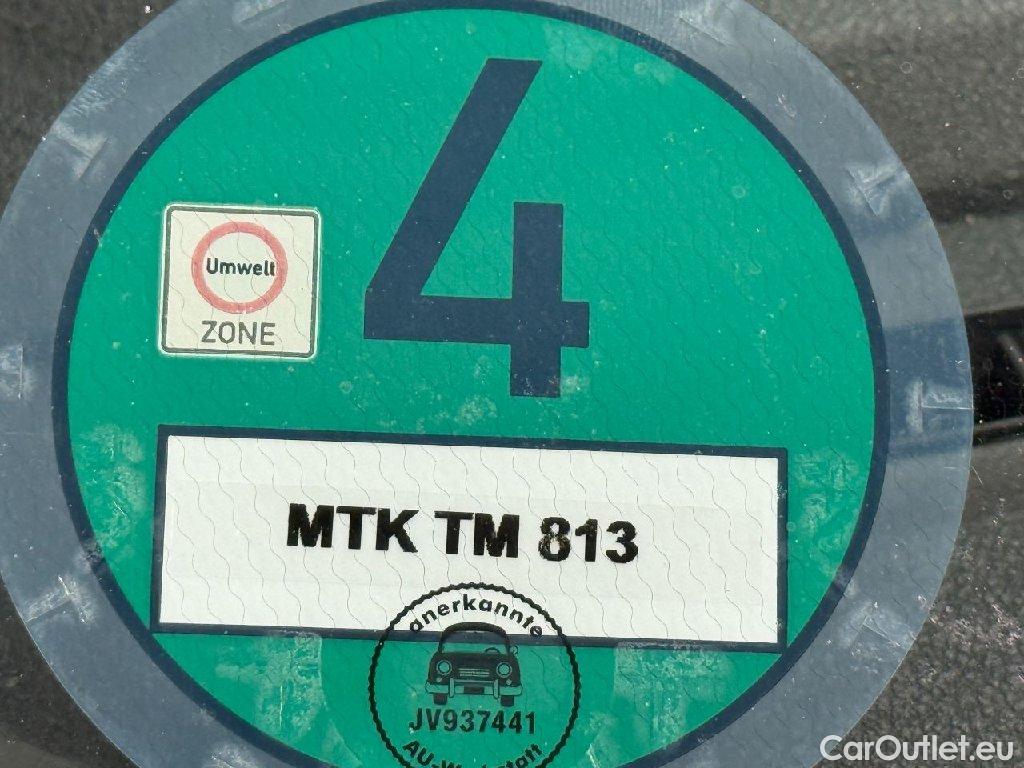 4
Umwelt
ZONE
MTK TM 813
anerkannte
JV937441
AU-Werkstatt
CarOutlet.eu